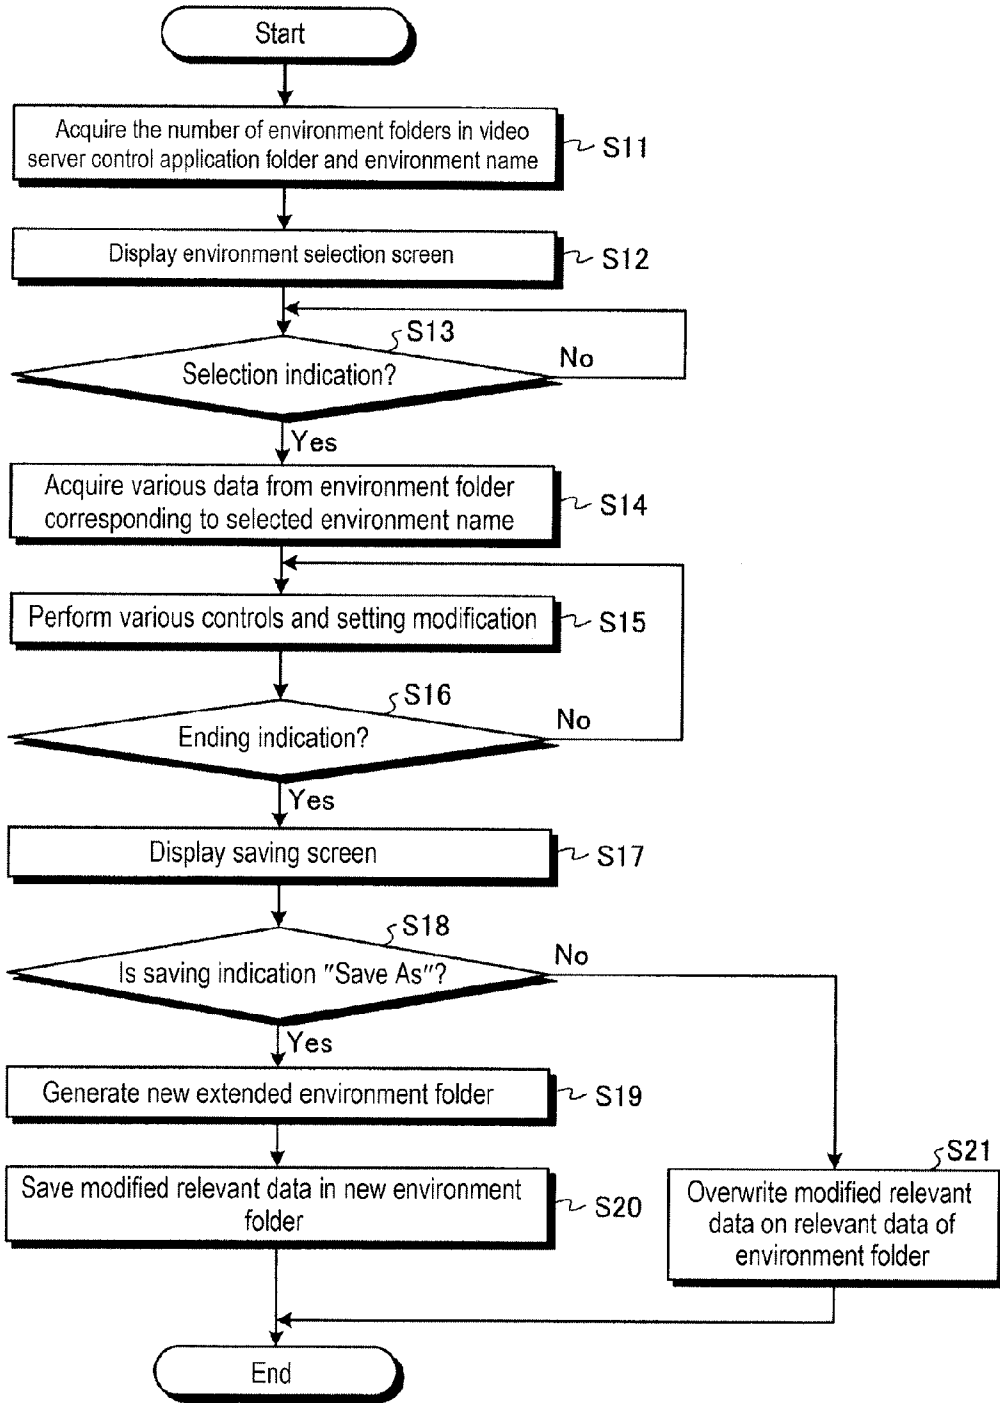 Start
Acquire the number of environment folders in video
server control application folder and environment name
S11
Display environment selection screen
S12
S13
Selection indication?
No
Yes
Acquire various data from environment folder
corresponding to selected environment name
S14
Perform various controls and setting modification
S15
S16
Ending indication?
No
Yes
Display saving screen
S17
S18
Is saving indication "Save As"?
No
Yes
Generate new extended environment folder
S19
Save modified relevant data in new environment
folder
S20
S21
Overwrite modified relevant
data on relevant data of
environment folder
End